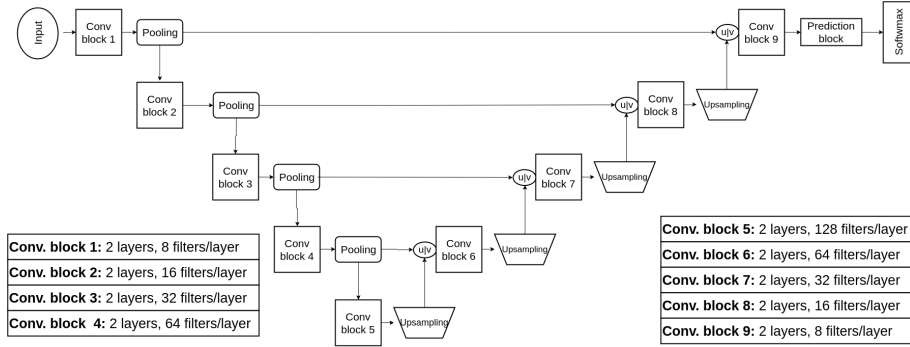 Input
Conv
block 1
Pooling
u|v
Conv
block 9
Prediction
block
Softwmax
Conv
block 2
Pooling
u|v
Conv
block 8
Upsampling
Conv
block 3
Pooling
u|v
Conv
block 7
Upsampling
Conv
block 4
Pooling
u|v
Conv
block 6
Upsampling
Conv
block 5
Upsampling
Conv. block 1: 2 layers, 8 filters/layer
Conv. block 2: 2 layers, 16 filters/layer
Conv. block 3: 2 layers, 32 filters/layer
Conv. block 4: 2 layers, 64 filters/layer
Conv. block 5: 2 layers, 128 filters/layer
Conv. block 6: 2 layers, 64 filters/layer
Conv. block 7: 2 layers, 32 filters/layer
Conv. block 8: 2 layers, 16 filters/layer
Conv. block 9: 2 layers, 8 filters/layer